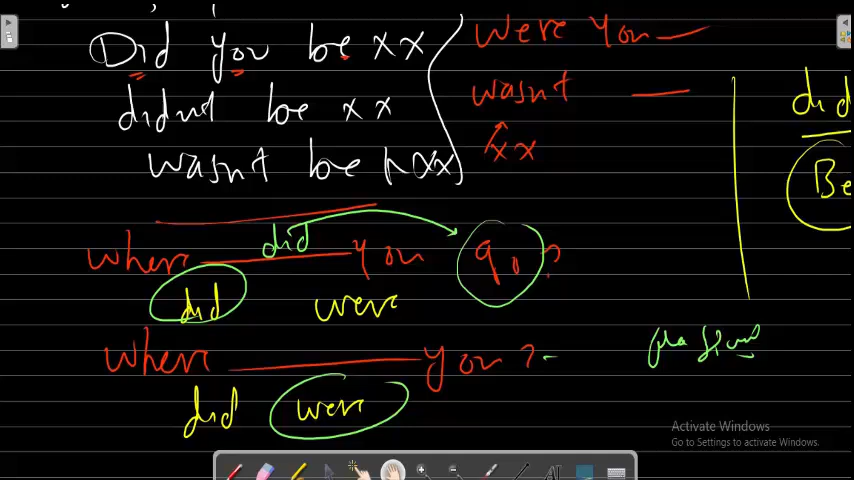 Did you be xx
Were you
didnt be xx
wasnt
did
wasnt be xx
xx
Be
did
where you go ?
did were
where you ?
did were
Activate Windows
Go to Settings to activate Windows.